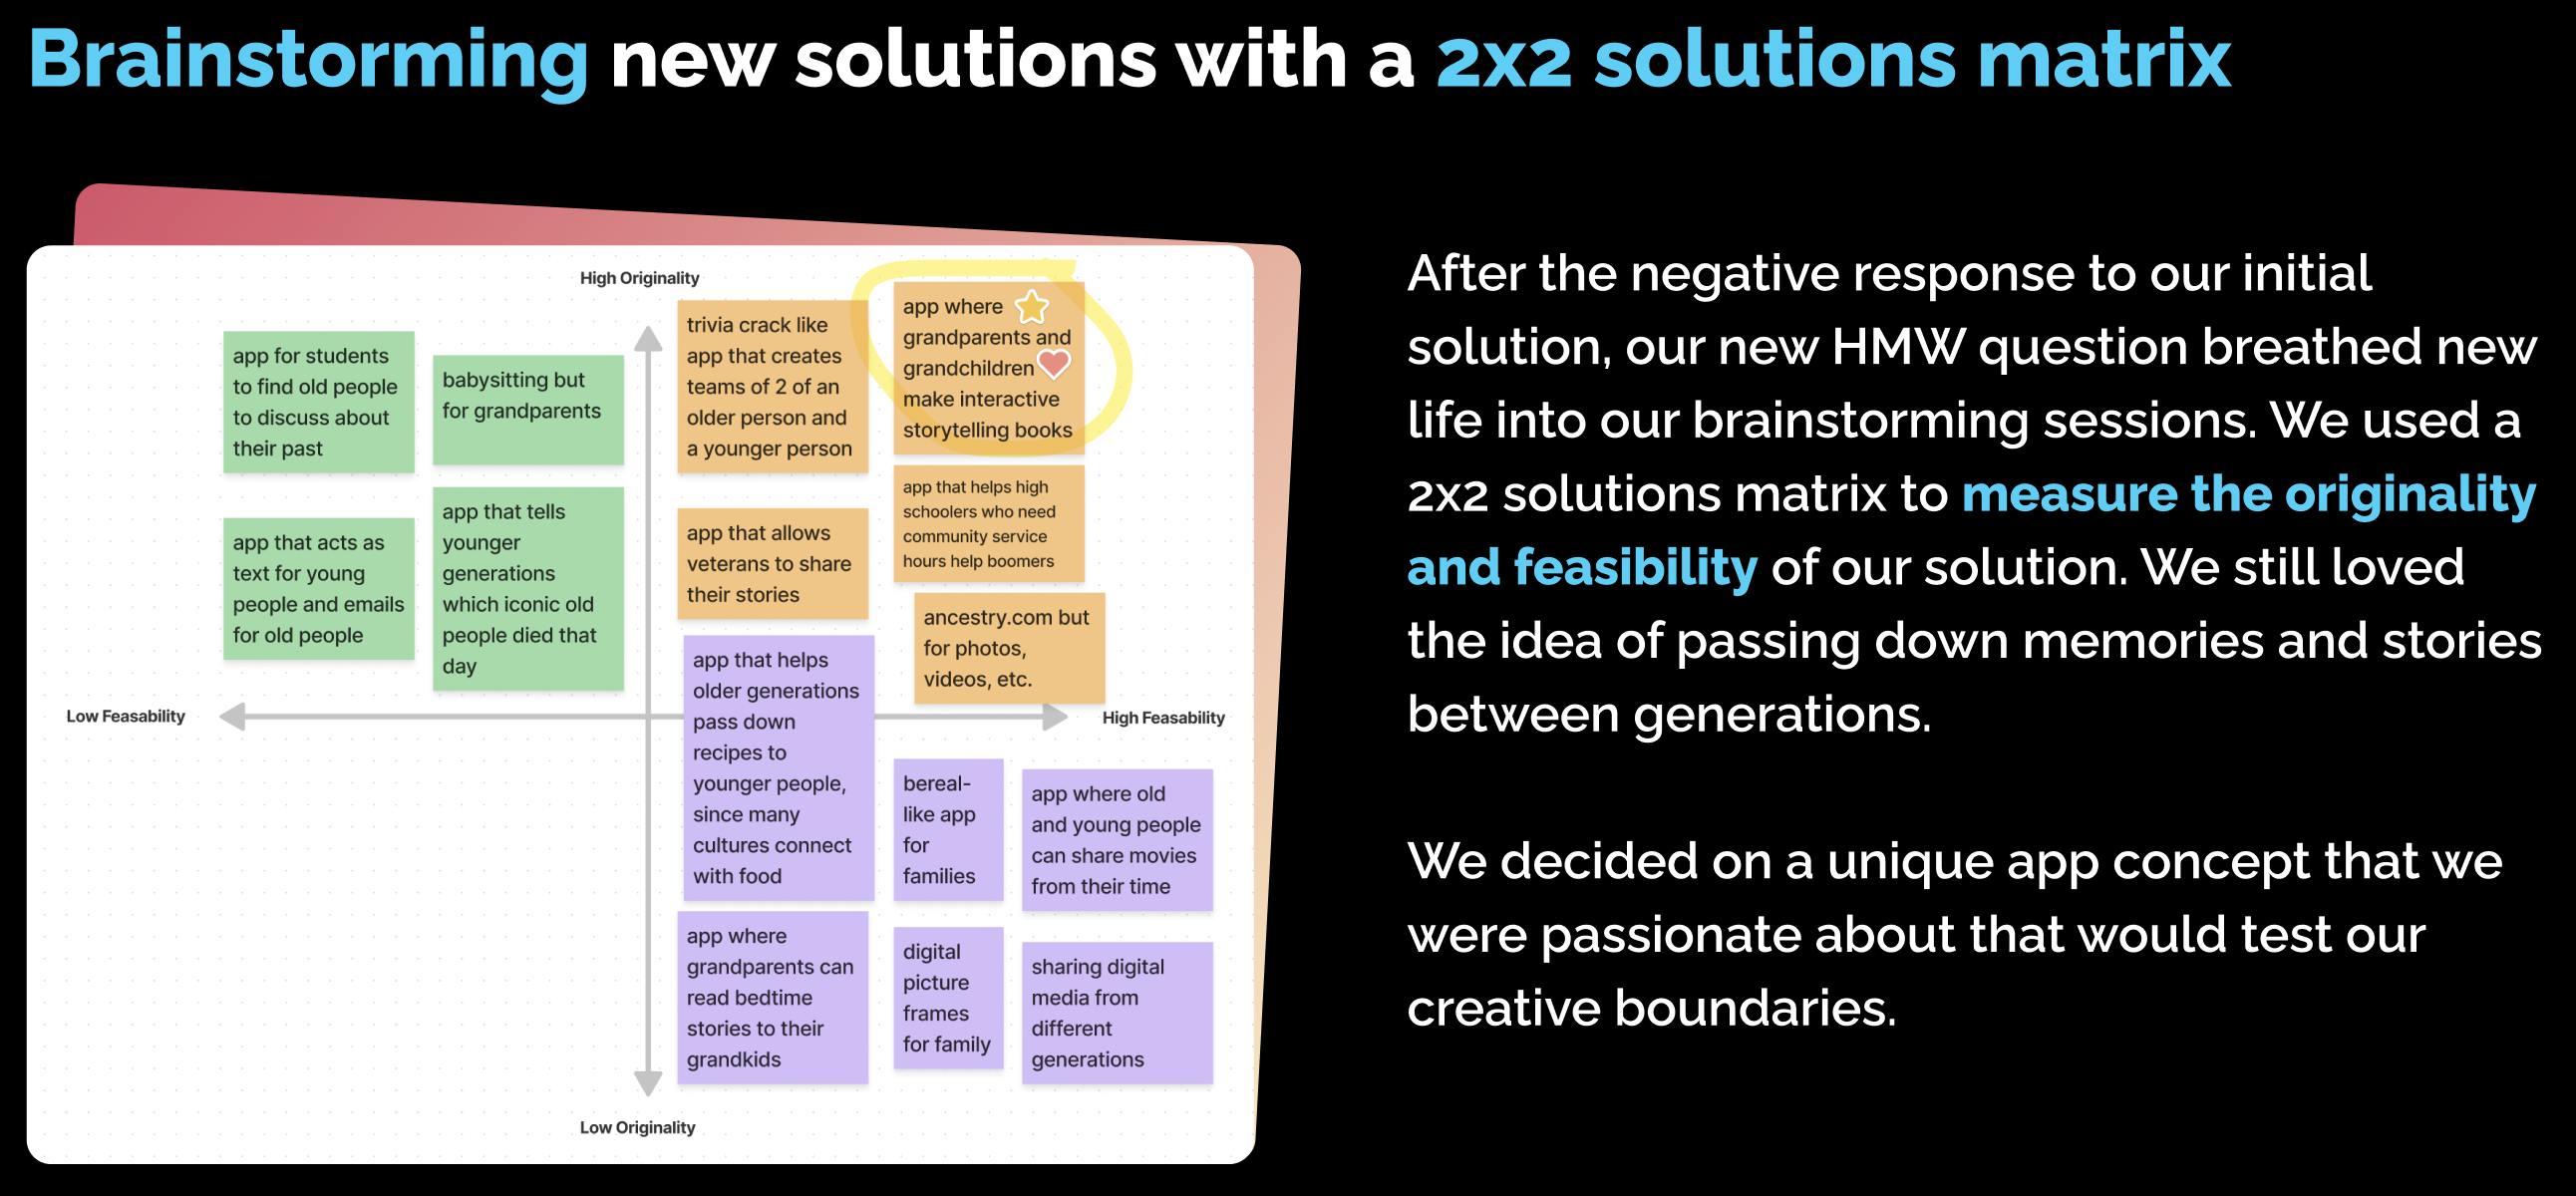 Brainstorming new solutions with a 2x2 solutions matrix
High Originality
app for students
to find old people
to discuss about
their past
babysitting but
for grandparents
trivia crack like
app that creates
teams of 2 of an
older person and
a younger person
app where
grandparents and
grandchildren
make interactive
storytelling books
app that acts as
text for young
people and emails
for old people
app that tells
younger
generations
which iconic old
people died that
day
app that allows
veterans to share
their stories
app that helps high
schoolers who need
community service
hours help boomers
ancestry.com but
for photos,
videos, etc.
Low Feasability
High Feasability
app that helps
older generations
pass down
recipes to
younger people,
since many
cultures connect
with food
bereal-
like app
for
families
app where old
and young people
can share movies
from their time
app where
grandparents can
read bedtime
stories to their
grandkids
digital
picture
frames
for family
sharing digital
media from
different
generations
Low Originality
After the negative response to our initial
solution, our new HMW question breathed new
life into our brainstorming sessions. We used a
2x2 solutions matrix to measure the originality
and feasibility of our solution. We still loved
the idea of passing down memories and stories
between generations.
We decided on a unique app concept that we
were passionate about that would test our
creative boundaries.